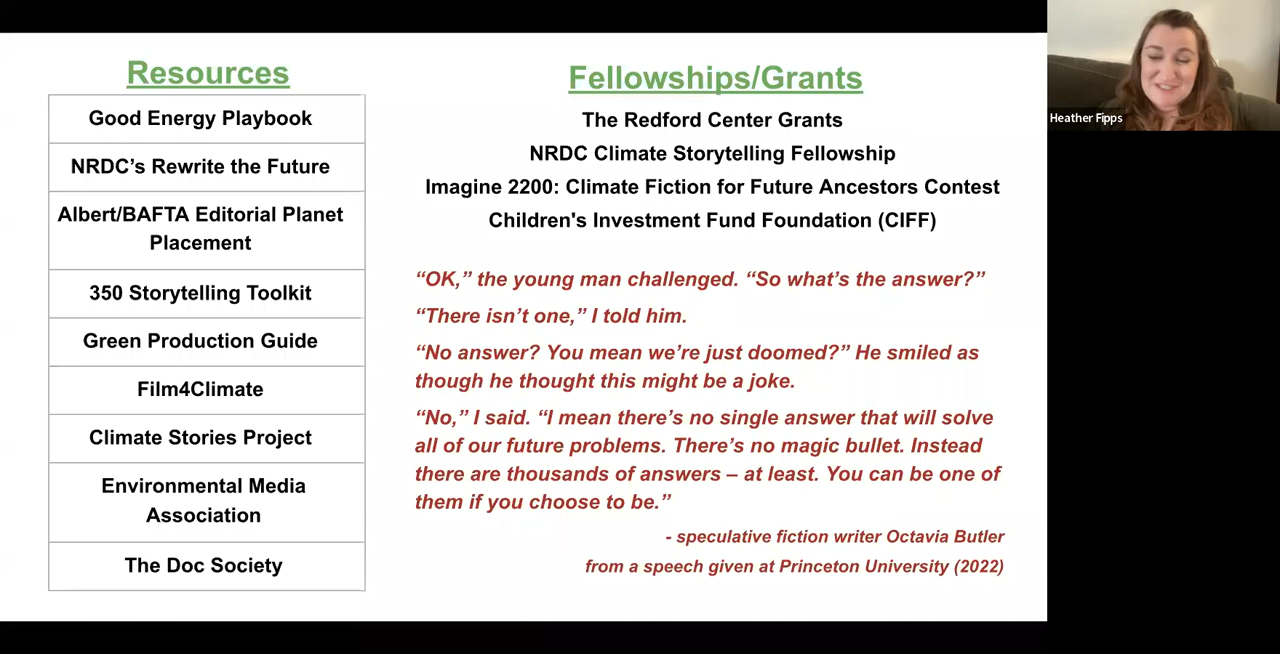 Resources
Good Energy Playbook
NRDC’s Rewrite the Future
Albert/BAFTA Editorial Planet
Placement
350 Storytelling Toolkit
Green Production Guide
Film4Climate
Climate Stories Project
Environmental Media
Association
The Doc Society
Fellowships/Grants
The Redford Center Grants
NRDC Climate Storytelling Fellowship
Imagine 2200: Climate Fiction for Future Ancestors Contest
Children's Investment Fund Foundation (CIFF)
“OK,” the young man challenged. “So what’s the answer?”
“There isn’t one,” I told him.
“No answer? You mean we’re just doomed?” He smiled as
though he thought this might be a joke.
“No,” I said. “I mean there’s no single answer that will solve
all of our future problems. There’s no magic bullet. Instead
there are thousands of answers – at least. You can be one of
them if you choose to be.”
- speculative fiction writer Octavia Butler
from a speech given at Princeton University (2022)
Heather Fipps